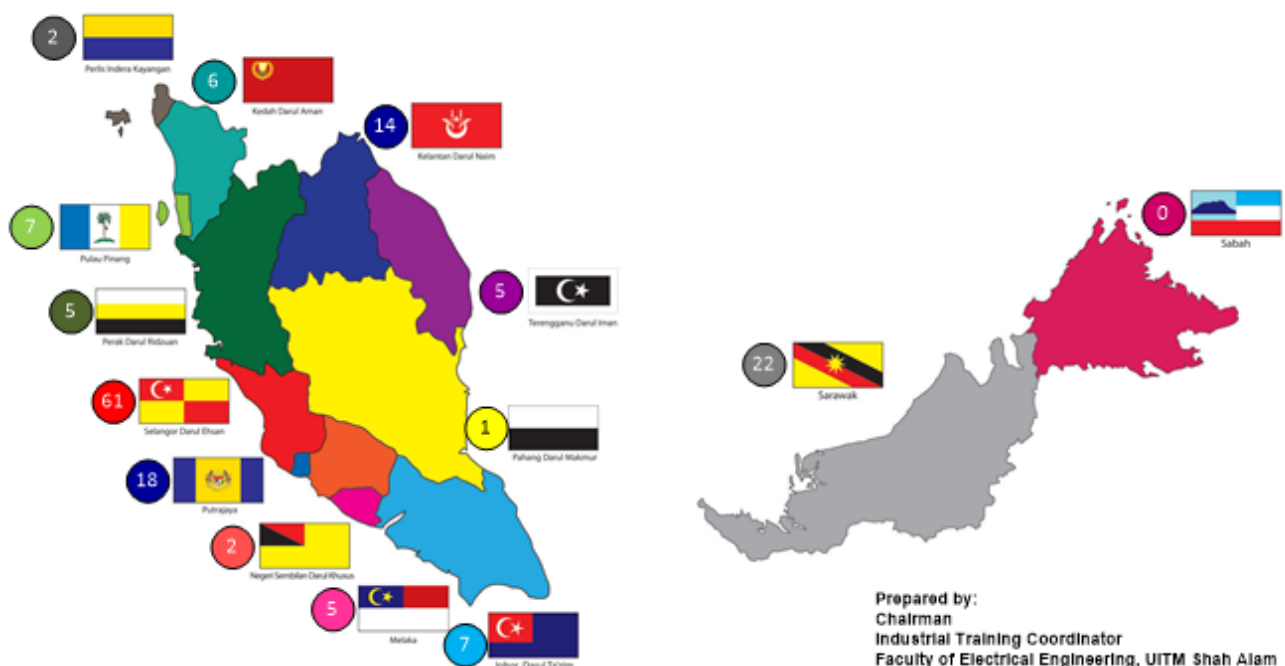 2
Perlis Indera Kayangan
6
Kedah Darul Aman
14
Kelantan Darul Naim
7
Pulau Pinang
0
Sabah
5
Perak Darul Ridzuan
5
Terengganu Darul Iman
22
Sarawak
61
Selangor Darul Ehsan
1
Pahang Darul Makmur
18
Putrajaya
2
Negeri Sembilan Darul Khusus
5
Melaka
7
Johor Darul Ta'zim
Prepared by:
Chairman
Industrial Training Coordinator
Faculty of Electrical Engineering, UITM Shah Alam